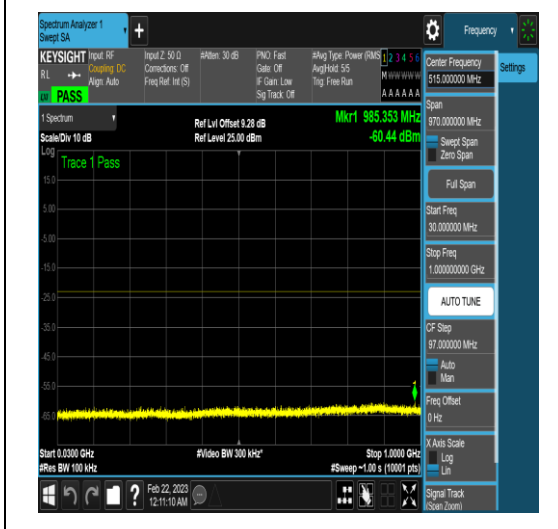 Spectrum Analyzer 1
Swept SA
+
Frequency
KEYSIGHT
RL
Input: RF
Coupling: DC
Align: Auto
Input Z: 50 Ω
Corrections: Off
Freq Ref: Int (S)
#Atten: 30 dB
PNO: Fast
Gate: Off
IF Gain: Low
Sig Track: Off
#Avg Type: Power (RMS
Avg|Hold: 5/5
Trig: Free Run
1 2 3 4 5 6
M W W W W W
A A A A A A
PASS
1 Spectrum
Scale/Div 10 dB
Ref Lvl Offset 9.28 dB
Ref Level 25.00 dBm
Mkr1 985.353 MHz
-60.44 dBm
Log
Trace 1 Pass
15.0
5.00
-5.00
-15.0
-25.0
-35.0
-45.0
-55.0
-65.0
1
Start 0.0300 GHz
#Res BW 100 kHz
#Video BW 300 kHz*
Stop 1.0000 GHz
#Sweep ~1.00 s (10001 pts)
?
Feb 22, 2023
12:11:10 AM
Center Frequency
515.000000 MHz
Settings
Span
970.000000 MHz
Swept Span
Zero Span
Full Span
Start Freq
30.000000 MHz
Stop Freq
1.000000000 GHz
AUTO TUNE
CF Step
97.000000 MHz
Auto
Man
Freq Offset
0 Hz
X Axis Scale
Log
Lin
Signal Track
(Span Zoom)